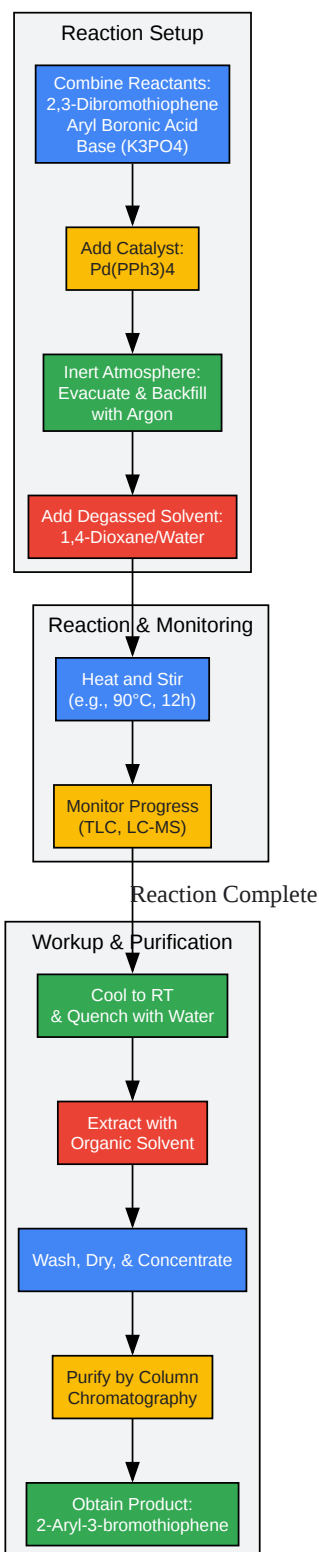 Reaction Setup
Combine Reactants:
2,3-Dibromothiophene
Aryl Boronic Acid
Base (K3PO4)
Add Catalyst:
Pd(PPh3)4
Inert Atmosphere:
Evacuate & Backfill
with Argon
Add Degassed Solvent:
1,4-Dioxane/Water
Reaction & Monitoring
Heat and Stir
(e.g., 90°C, 12h)
Monitor Progress
(TLC, LC-MS)
Reaction Complete
Workup & Purification
Cool to RT
& Quench with Water
Extract with
Organic Solvent
Wash, Dry, & Concentrate
Purify by Column
Chromatography
Obtain Product:
2-Aryl-3-bromothiophene